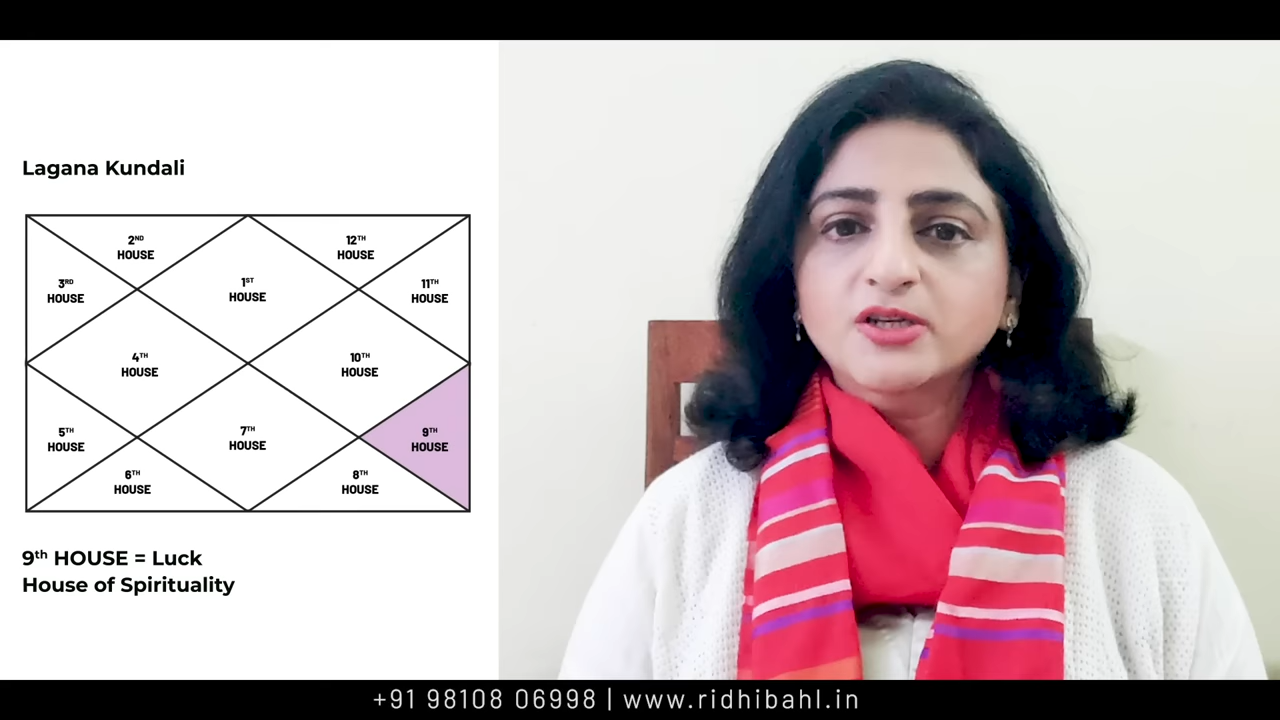 Lagana Kundali
2ND
HOUSE
12TH
HOUSE
3RD
HOUSE
1ST
HOUSE
11TH
HOUSE
4TH
HOUSE
10TH
HOUSE
5TH
HOUSE
7TH
HOUSE
9TH
HOUSE
6TH
HOUSE
8TH
HOUSE
9th HOUSE = Luck
House of Spirituality
+91 98108 06998 | www.ridhibahl.in